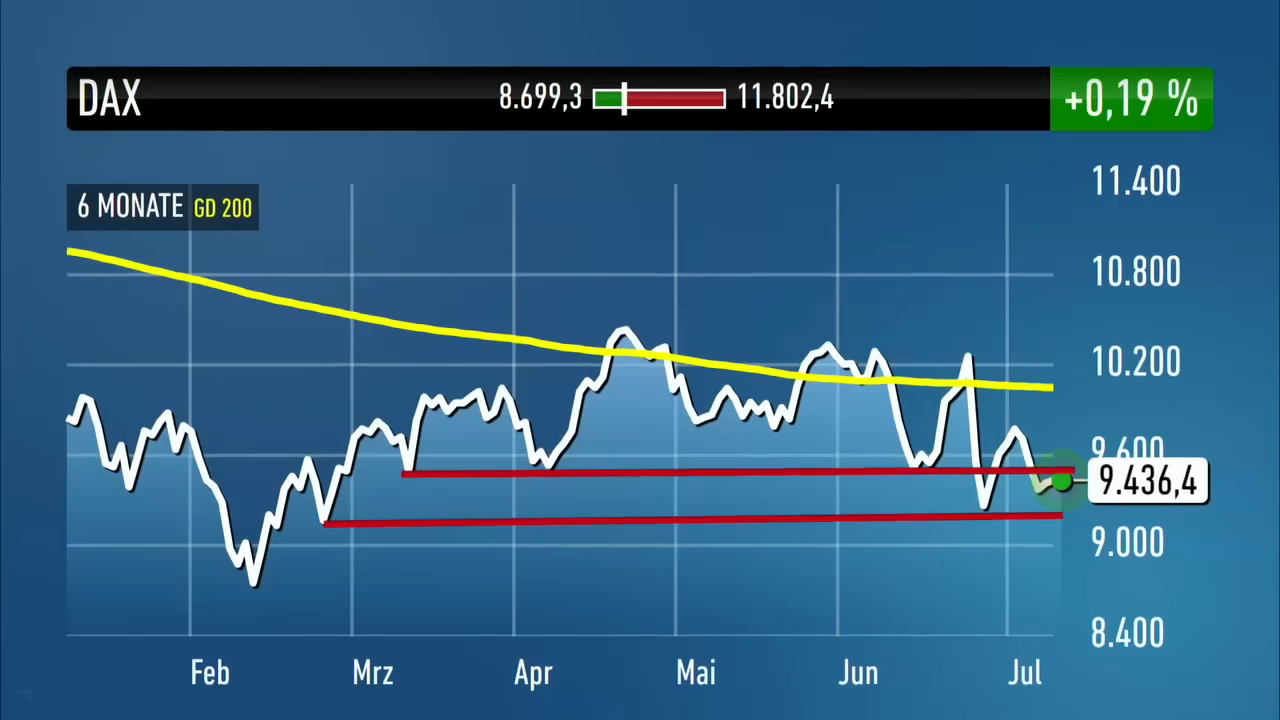 DAX 8.699,3 11.802,4 +0,19 %
11.400
6 MONATE GD 200
10.800
10.200
9.600
9.436,4
9.000
8.400
Feb Mrz Apr Mai Jun Jul